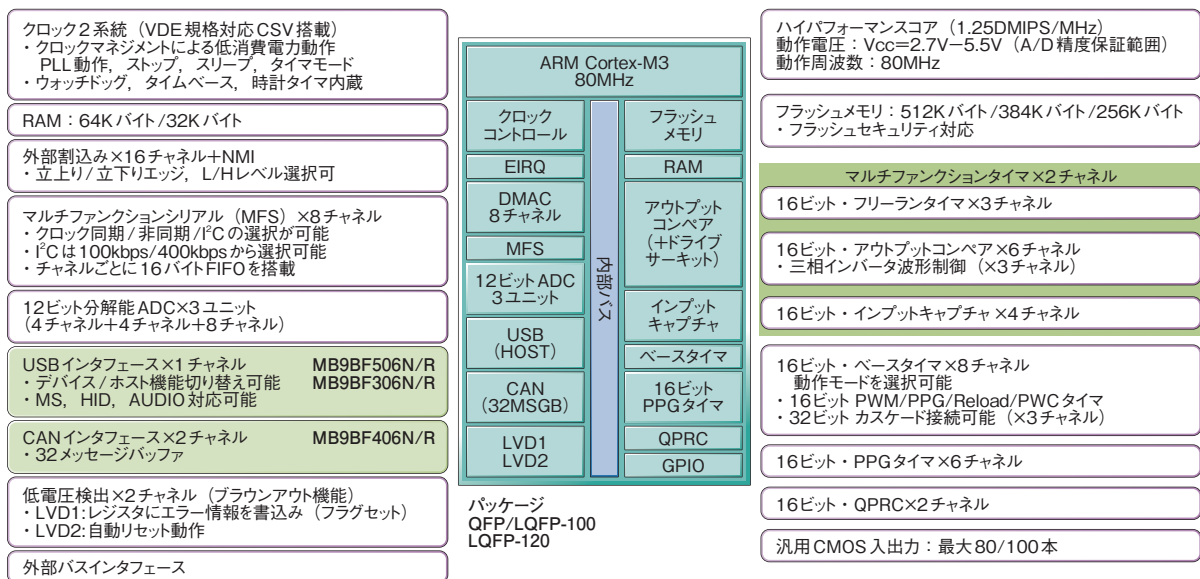 クロック2系統（VDE規格対応CSV搭載）
・クロックマネジメントによる低消費電力動作
PLL動作，ストップ，スリープ，タイマモード
・ウォッチドッグ，タイムベース，時計タイマ内蔵
RAM：64Kバイト/32Kバイト
外部割込み×16チャネル＋NMI
・立上り/立下りエッジ，L/Hレベル選択可
マルチファンクションシリアル（MFS）×8チャネル
・クロック同期/非同期/I²Cの選択が可能
・I²Cは100kbps/400kbpsから選択可能
・チャネルごとに16バイトFIFOを搭載
12ビット分解能ADC×3ユニット
（4チャネル＋4チャネル＋8チャネル）
USBインタフェース×1チャネル MB9BF506N/R
・デバイス/ホスト機能切り替え可能 MB9BF306N/R
・MS，HID，AUDIO対応可能
CANインタフェース×2チャネル MB9BF406N/R
・32メッセージバッファ
低電圧検出×2チャネル（ブラウンアウト機能）
・LVD1:レジスタにエラー情報を書込み（フラグセット）
・LVD2:自動リセット動作
外部バスインタフェース
ARM Cortex-M3
80MHz
クロック
コントロール
EIRQ
DMAC
8チャネル
MFS
12ビットADC
3ユニット
USB
(HOST)
CAN
(32MSGB)
LVD1
LVD2
内部バス
フラッシュ
メモリ
RAM
アウトプット
コンペア
(＋ドライブ
サーキット)
インプット
キャプチャ
ベースタイマ
16ビット
PPGタイマ
QPRC
GPIO
パッケージ
QFP/LQFP-100
LQFP-120
ハイパフォーマンスコア（1.25DMIPS/MHz）
動作電圧：Vcc＝2.7V－5.5V（A/D精度保証範囲）
動作周波数：80MHz
フラッシュメモリ：512Kバイト/384Kバイト/256Kバイト
・フラッシュセキュリティ対応
マルチファンクションタイマ×2チャネル
16ビット・フリーランタイマ×3チャネル
16ビット・アウトプットコンペア×6チャネル
・三相インバータ波形制御（×3チャネル）
16ビット・インプットキャプチャ×4チャネル
16ビット・ベースタイマ×8チャネル
動作モードを選択可能
・16ビット PWM/PPG/Reload/PWCタイマ
・32ビット カスケード接続可能（×3チャネル）
16ビット・PPGタイマ×6チャネル
16ビット・QPRC×2チャネル
汎用CMOS入出力：最大80/100本